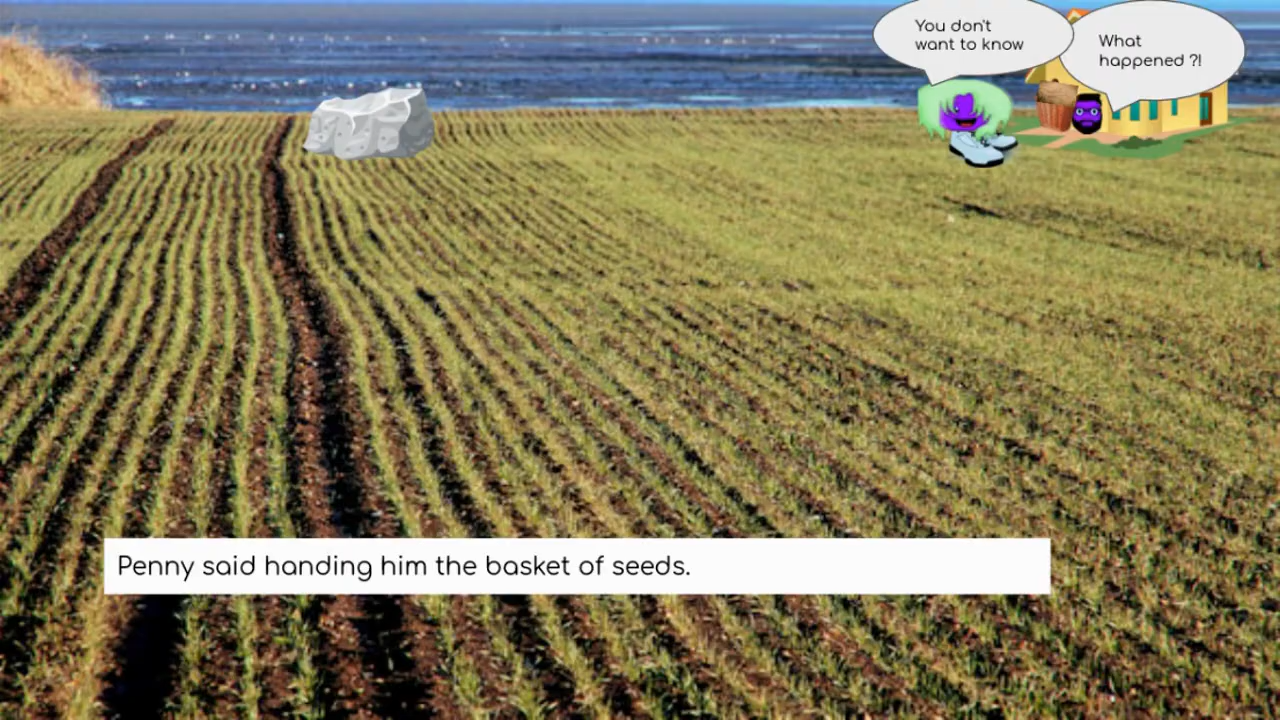 You don't
want to know
What
happened ?!
Penny said handing him the basket of seeds.